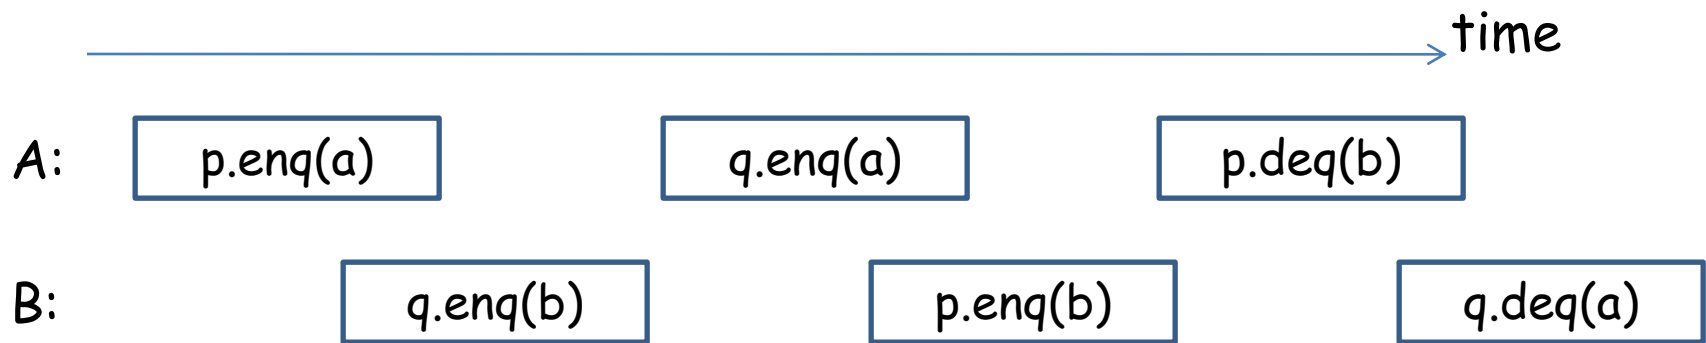 time
A: p.enq(a) q.enq(a) p.deq(b)
B: q.enq(b) p.enq(b) q.deq(a)